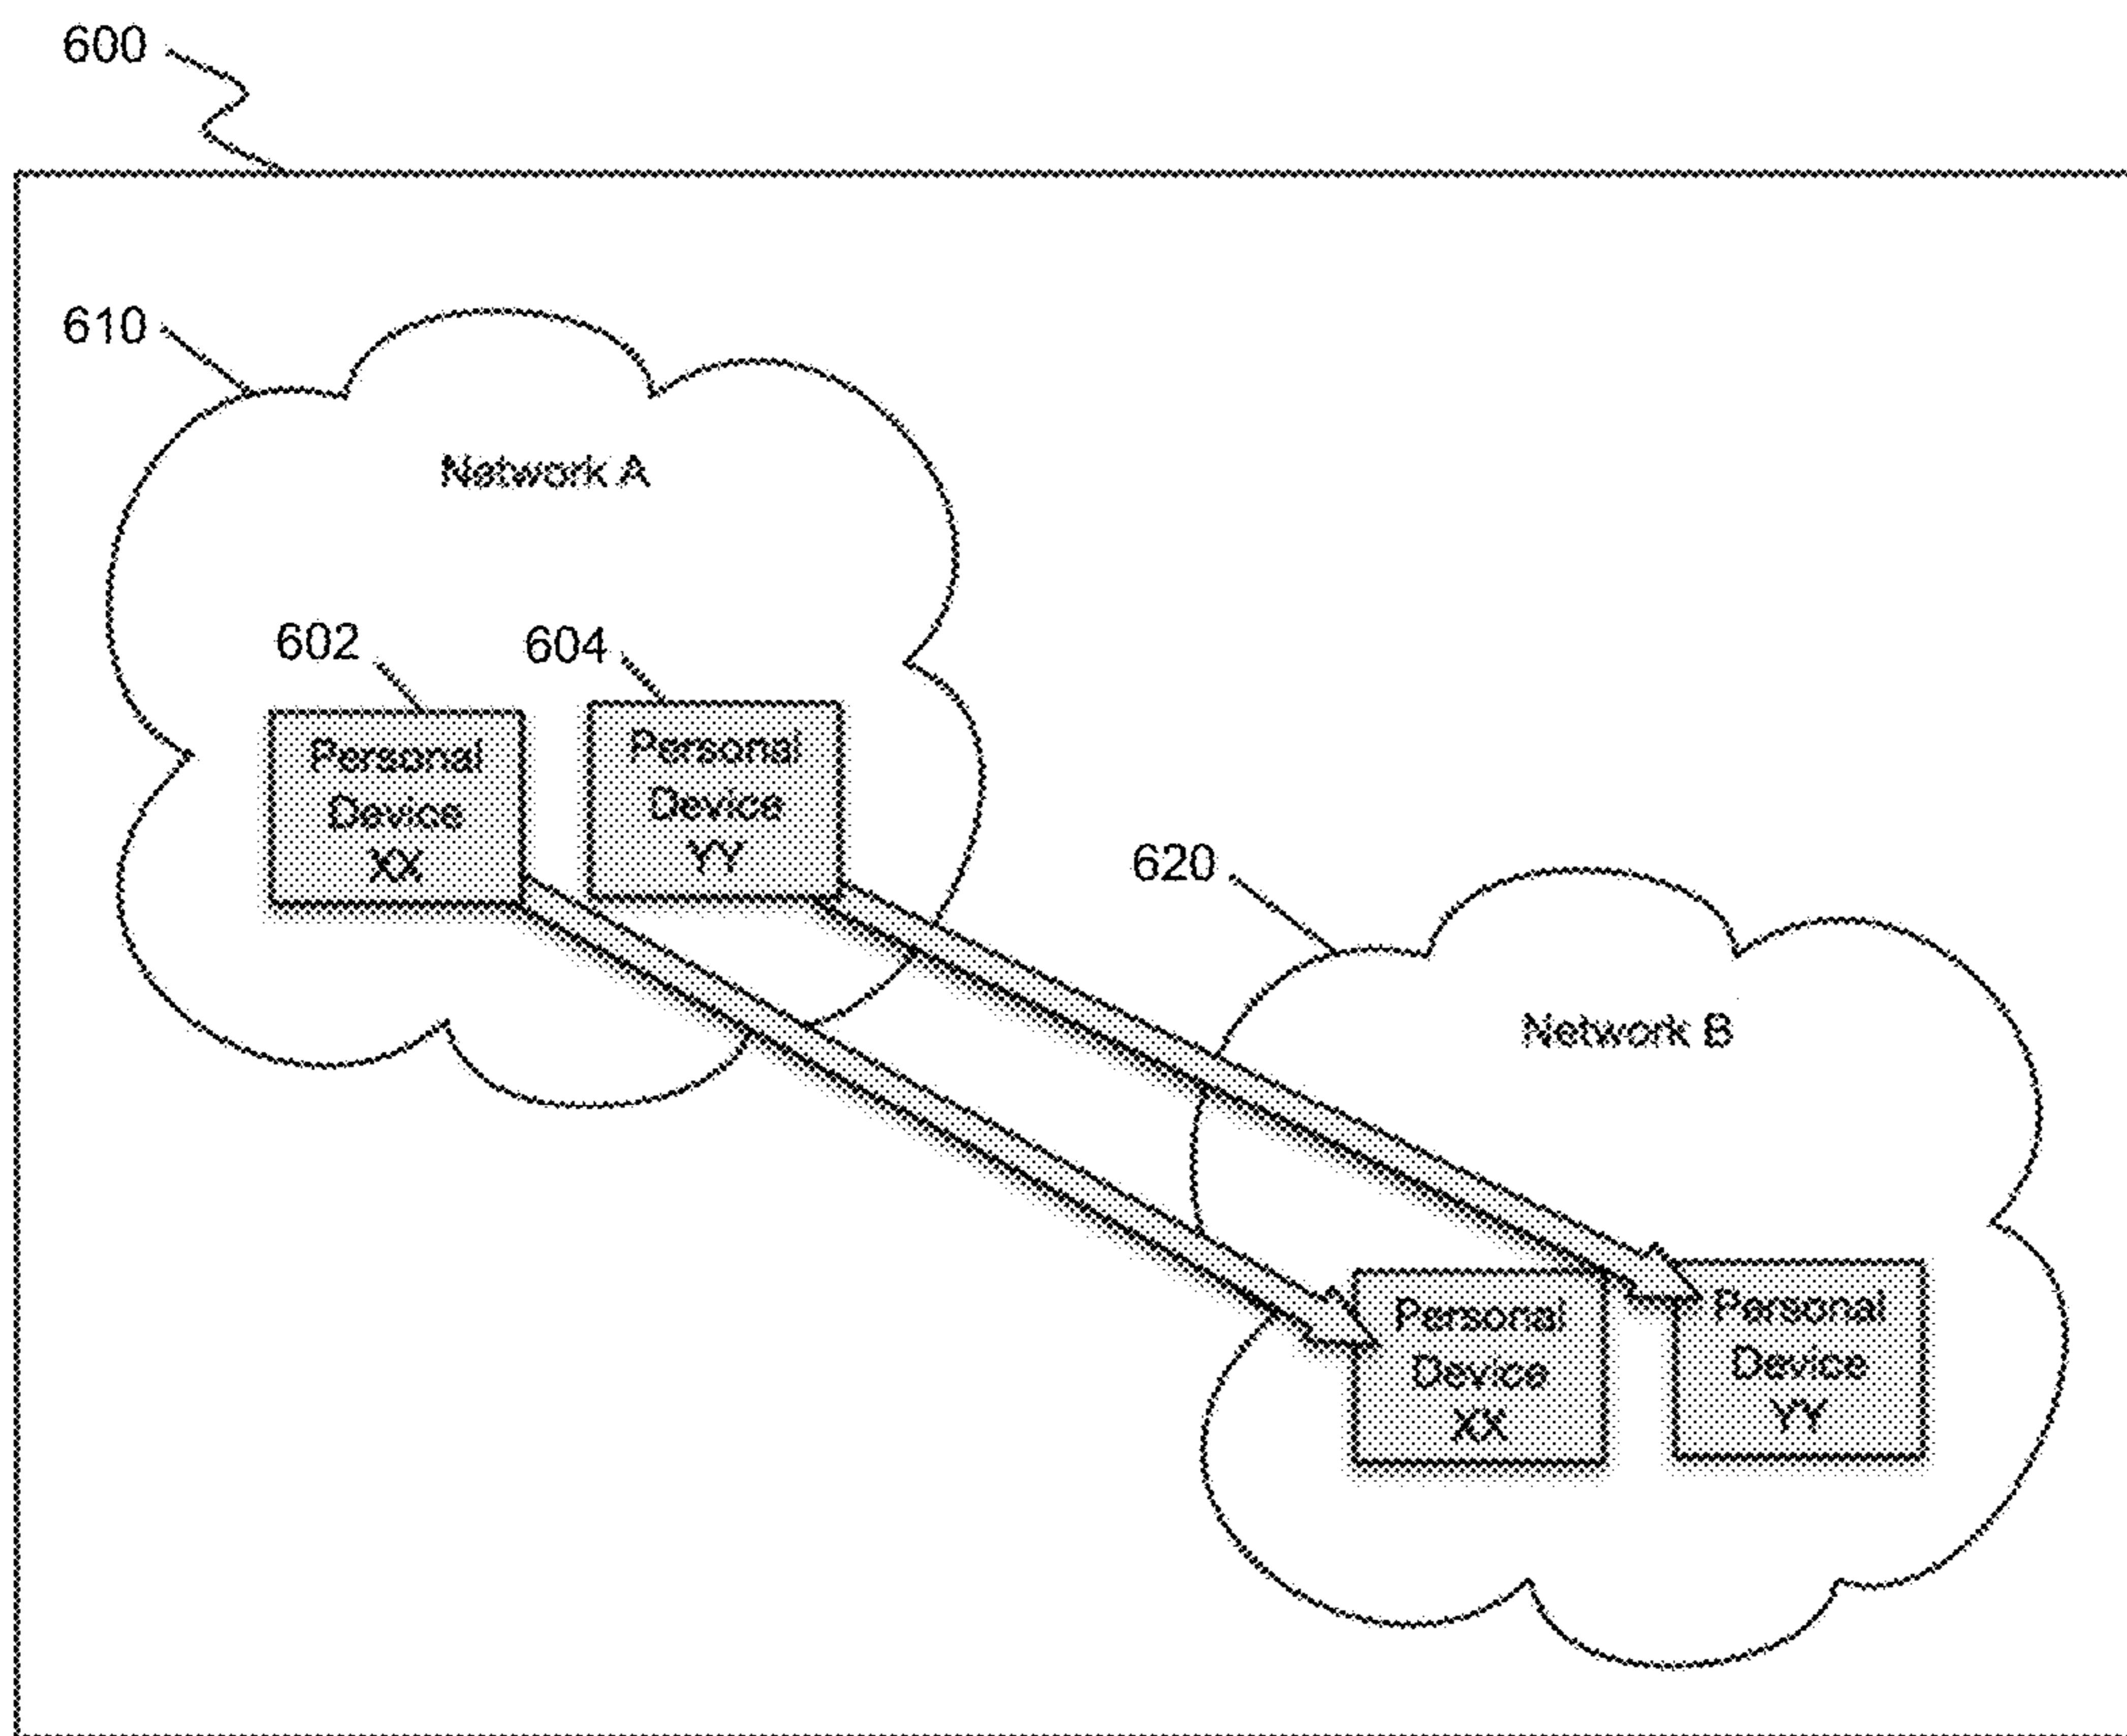 600
610
Network A
602
604
Personal
Device
XX
Personal
Device
YY
620
Network B
Personal
Device
XX
Personal
Device
YY